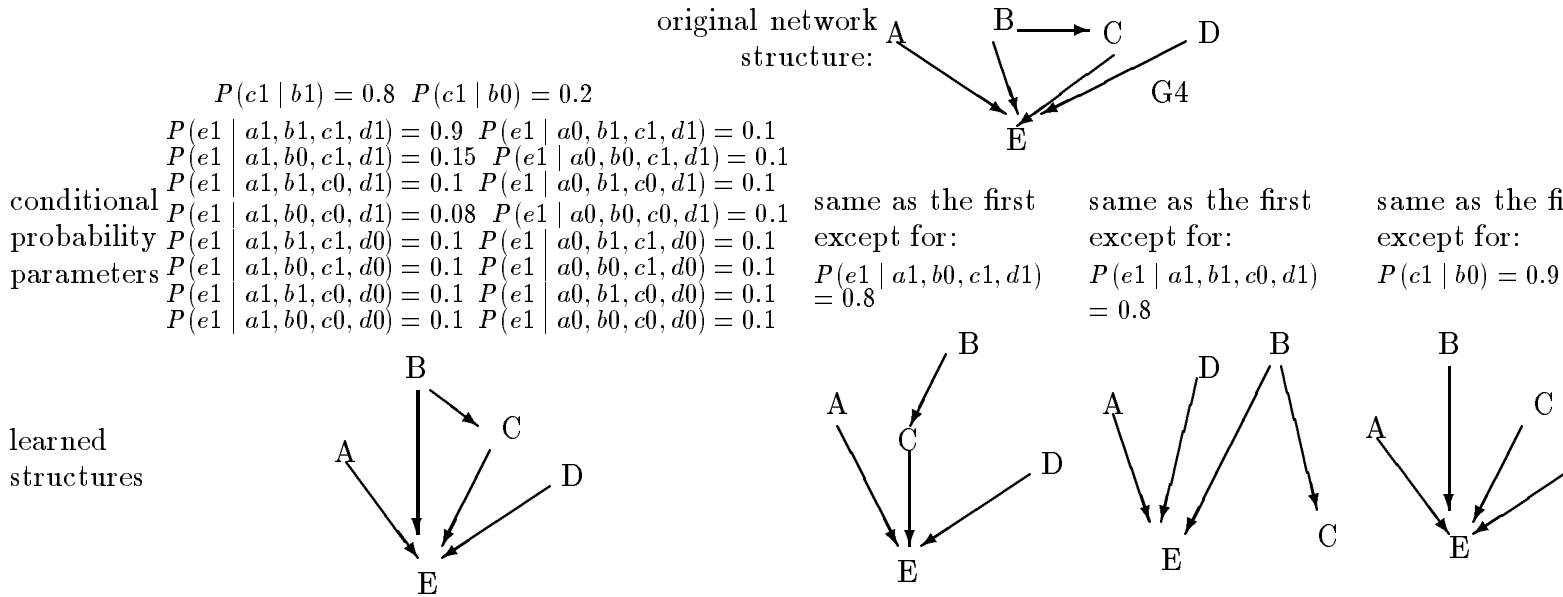 original network
structure:
A B C D
G4
E
P(c1 | b1) = 0.8 P(c1 | b0) = 0.2
conditional
probability
parameters
P(e1 | a1, b1, c1, d1) = 0.9 P(e1 | a0, b1, c1, d1) = 0.1
P(e1 | a1, b0, c1, d1) = 0.15 P(e1 | a0, b0, c1, d1) = 0.1
P(e1 | a1, b1, c0, d1) = 0.1 P(e1 | a0, b1, c0, d1) = 0.1
P(e1 | a1, b0, c0, d1) = 0.08 P(e1 | a0, b0, c0, d1) = 0.1
P(e1 | a1, b1, c1, d0) = 0.1 P(e1 | a0, b1, c1, d0) = 0.1
P(e1 | a1, b0, c1, d0) = 0.1 P(e1 | a0, b0, c1, d0) = 0.1
P(e1 | a1, b1, c0, d0) = 0.1 P(e1 | a0, b1, c0, d0) = 0.1
P(e1 | a1, b0, c0, d0) = 0.1 P(e1 | a0, b0, c0, d0) = 0.1
same as the first
except for:
P(e1 | a1, b0, c1, d1)
= 0.8
same as the first
except for:
P(e1 | a1, b1, c0, d1)
= 0.8
same as the fi
except for:
P(c1 | b0) = 0.9
learned
structures
B
C
A
D
E
B
A
C
D
E
B
D
A
C
E
B
C
A
E